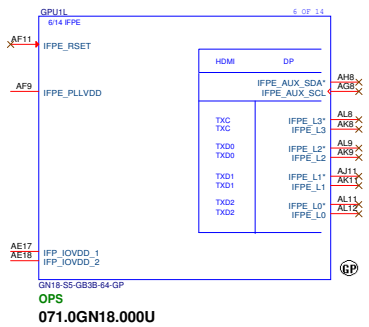 GPU1L 6 OF 14
6/14 IFPE
AF11 IFPE_RSET
HDMI DP
AF9 IFPE_PLLVDD
IFPE_AUX_SDA* AH8
IFPE_AUX_SCL AG8
TXC IFPE_L3* AL8
TXC IFPE_L3 AK8
TXD0 IFPE_L2* AL9
TXD0 IFPE_L2 AK9
TXD1 IFPE_L1* AJ11
TXD1 IFPE_L1 AK11
TXD2 IFPE_L0* AL11
TXD2 IFPE_L0 AL12
AE17 IFP_IOVDD_1
AE18 IFP_IOVDD_2
GP
GN18-S5-GB3B-64-GP
OPS
071.0GN18.000U